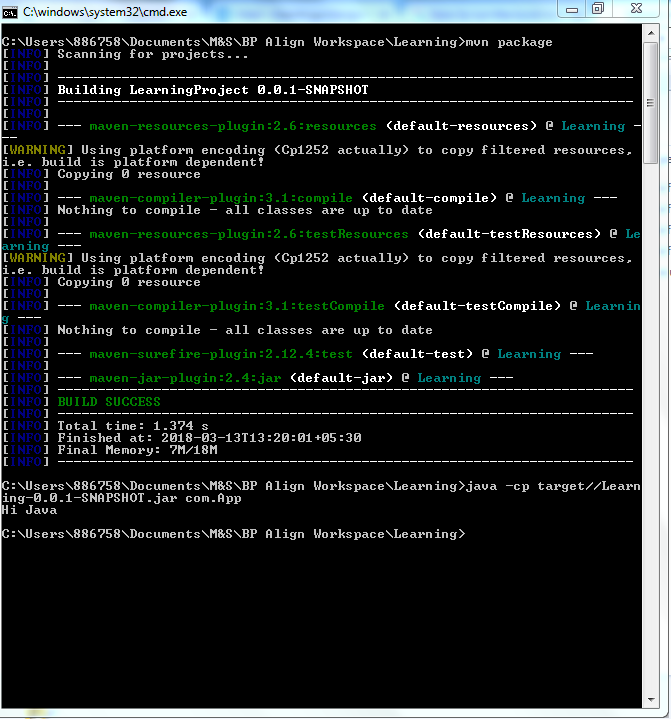 C:\windows\system32\cmd.exe
C:\Users\886758\Documents\M&S\BP Align Workspace\Learning>mvn package
[INFO] Scanning for projects...
[INFO]
[INFO] ------------------------------------------------------------------------
[INFO] Building LearningProject 0.0.1-SNAPSHOT
[INFO] ------------------------------------------------------------------------
[INFO]
[INFO] --- maven-resources-plugin:2.6:resources (default-resources) @ Learning -
--
[WARNING] Using platform encoding (Cp1252 actually) to copy filtered resources,
i.e. build is platform dependent!
[INFO] Copying 0 resource
[INFO]
[INFO] --- maven-compiler-plugin:3.1:compile (default-compile) @ Learning ---
[INFO] Nothing to compile - all classes are up to date
[INFO]
[INFO] --- maven-resources-plugin:2.6:testResources (default-testResources) @ Le
arning ---
[WARNING] Using platform encoding (Cp1252 actually) to copy filtered resources,
i.e. build is platform dependent!
[INFO] Copying 0 resource
[INFO]
[INFO] --- maven-compiler-plugin:3.1:testCompile (default-testCompile) @ Learnin
g ---
[INFO] Nothing to compile - all classes are up to date
[INFO]
[INFO] --- maven-surefire-plugin:2.12.4:test (default-test) @ Learning ---
[INFO]
[INFO] --- maven-jar-plugin:2.4:jar (default-jar) @ Learning ---
[INFO] ------------------------------------------------------------------------
[INFO] BUILD SUCCESS
[INFO] ------------------------------------------------------------------------
[INFO] Total time: 1.374 s
[INFO] Finished at: 2018-03-13T13:20:01+05:30
[INFO] Final Memory: 7M/18M
[INFO] ------------------------------------------------------------------------
C:\Users\886758\Documents\M&S\BP Align Workspace\Learning>java -cp target//Learn
ing-0.0.1-SNAPSHOT.jar com.App
Hi Java
C:\Users\886758\Documents\M&S\BP Align Workspace\Learning>